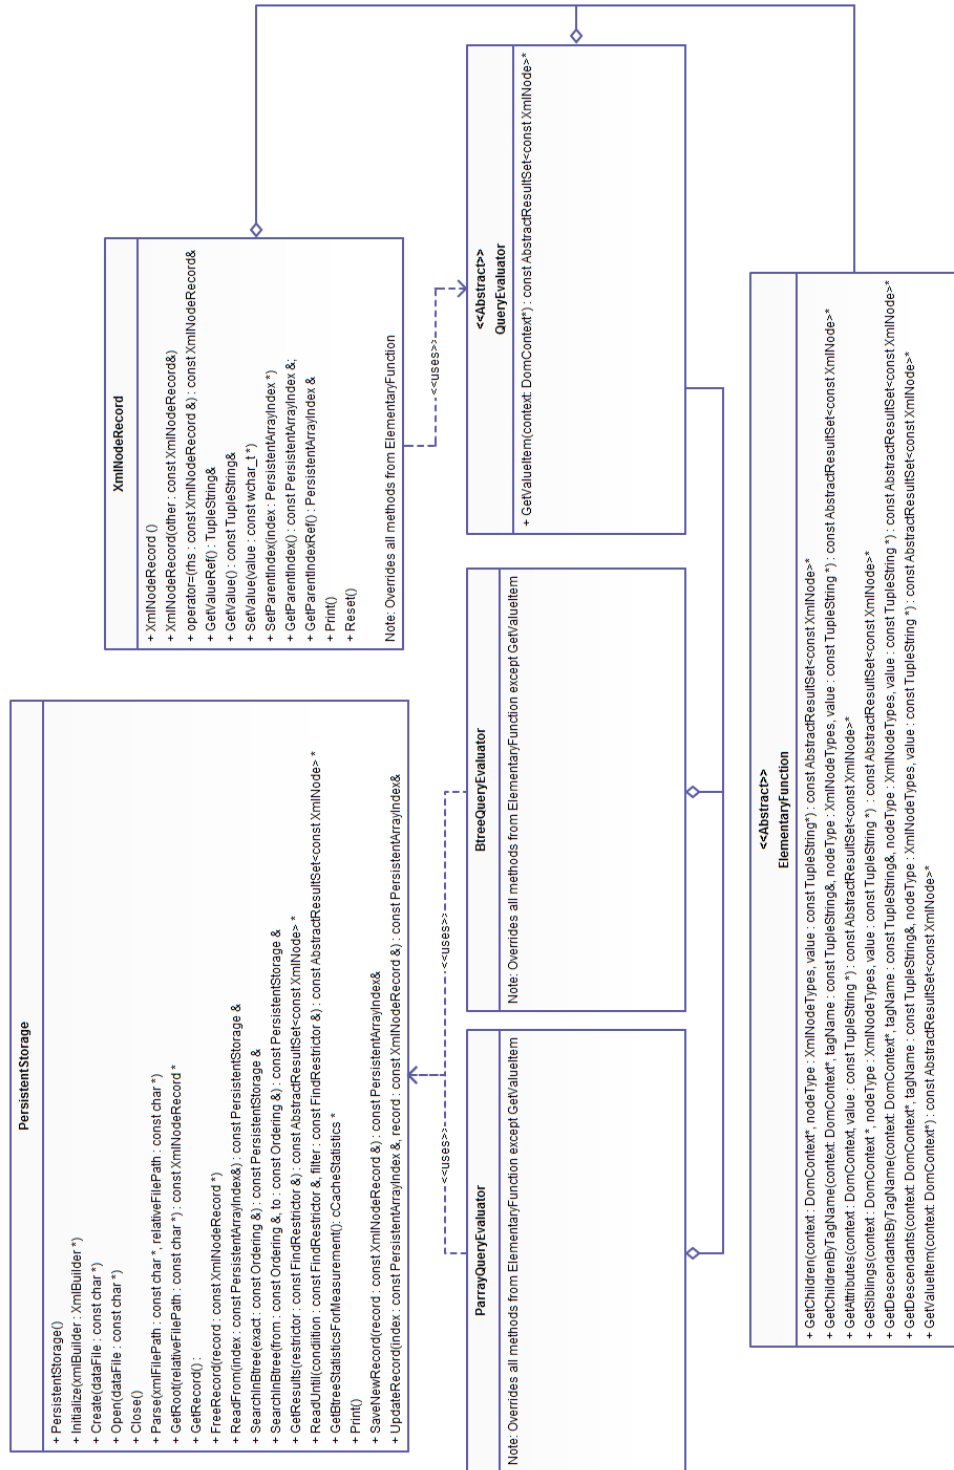 PersistentStorage
+ PersistentStorage()
+ Initialize(xmlBuilder : XmlBuilder *)
+ Create(dataFile : const char *)
+ Open(dataFile : const char *)
+ Close()
+ Parse(xmlFilePath : const char *, relativeFilePath : const char *)
+ GetRoot(relativeFilePath : const char *) : const XmlNodeRecord *
+ GetRecord() :
+ FreeRecord(record : const XmlNodeRecord *)
+ ReadFrom(index : const PersistentArrayIndex&) : const PersistentStorage &
+ SearchInBtree(exact : const Ordering &) : const PersistentStorage &
+ SearchInBtree(from : const Ordering &, to : const Ordering &) : const PersistentStorage &
+ GetResults(restrictor : const FindRestrictor &) : const AbstractResultSet<const XmlNode> *
+ ReadUntil(condiition : const FindRestrictor &, filter : const FindRestrictor &) : const AbstractResultSet<const XmlNode> *
+ GetBtreeStatisticsForMeasurement(): cCacheStatistics *
+ Print()
+ SaveNewRecord(record : const XmlNodeRecord &) : const PersistentArrayIndex&
+ UpdateRecord(index : const PersistentArrayIndex &, record : const XmlNodeRecord &) : const PersistentArrayIndex&
XmlNodeRecord
+ XmlNodeRecord ()
+ XmlNodeRecord(other : const XmlNodeRecord&)
+ operator=(rhs : const XmlNodeRecord &) : const XmlNodeRecord&
+ GetValueRef() : TupleString&
+ GetValue() : const TupleString&
+ SetValue(value : const wchar_t *)
+ SetParentIndex(index : PersistentArrayIndex *)
+ GetParentIndex() : const PersistentArrayIndex &;
+ GetParentIndexRef() : PersistentArrayIndex &
+ Print()
+ Reset()
Note: Overrides all methods from ElementaryFunction
<<uses>>
<<uses>>
<<uses>>
ParrayQueryEvaluator
Note: Overrides all methods from ElementaryFunction except GetValueItem
BtreeQueryEvaluator
Note: Overrides all methods from ElementaryFunction except GetValueItem
<<Abstract>>
QueryEvaluator
+ GetValueItem(context: DomContext*) : const AbstractResultSet<const XmlNode>*
<<Abstract>>
ElementaryFunction
+ GetChildren(context : DomContext*, nodeType : XmlNodeTypes, value : const TupleString*) : const AbstractResultSet<const XmlNode>*
+ GetChildrenByTagName(context: DomContext*, tagName : const TupleString&, nodeType : XmlNodeTypes, value : const TupleString *) : const AbstractResultSet<const XmlNode>*
+ GetAttributes(context : DomContext, value : const TupleString *) : const AbstractResultSet<const XmlNode>*
+ GetSiblings(context : DomContext *, nodeType : XmlNodeTypes, value : const TupleString *) : const AbstractResultSet<const XmlNode>*
+ GetDescendantsByTagName(context: DomContext*, tagName : const TupleString&, nodeType : XmlNodeTypes, value : const TupleString *) : const AbstractResultSet<const XmlNode>*
+ GetDescendants(context: DomContext*, tagName : const TupleString&, nodeType : XmlNodeTypes, value : const TupleString *) : const AbstractResultSet<const XmlNode>*
+ GetValueItem(context: DomContext*) : const AbstractResultSet<const XmlNode>*